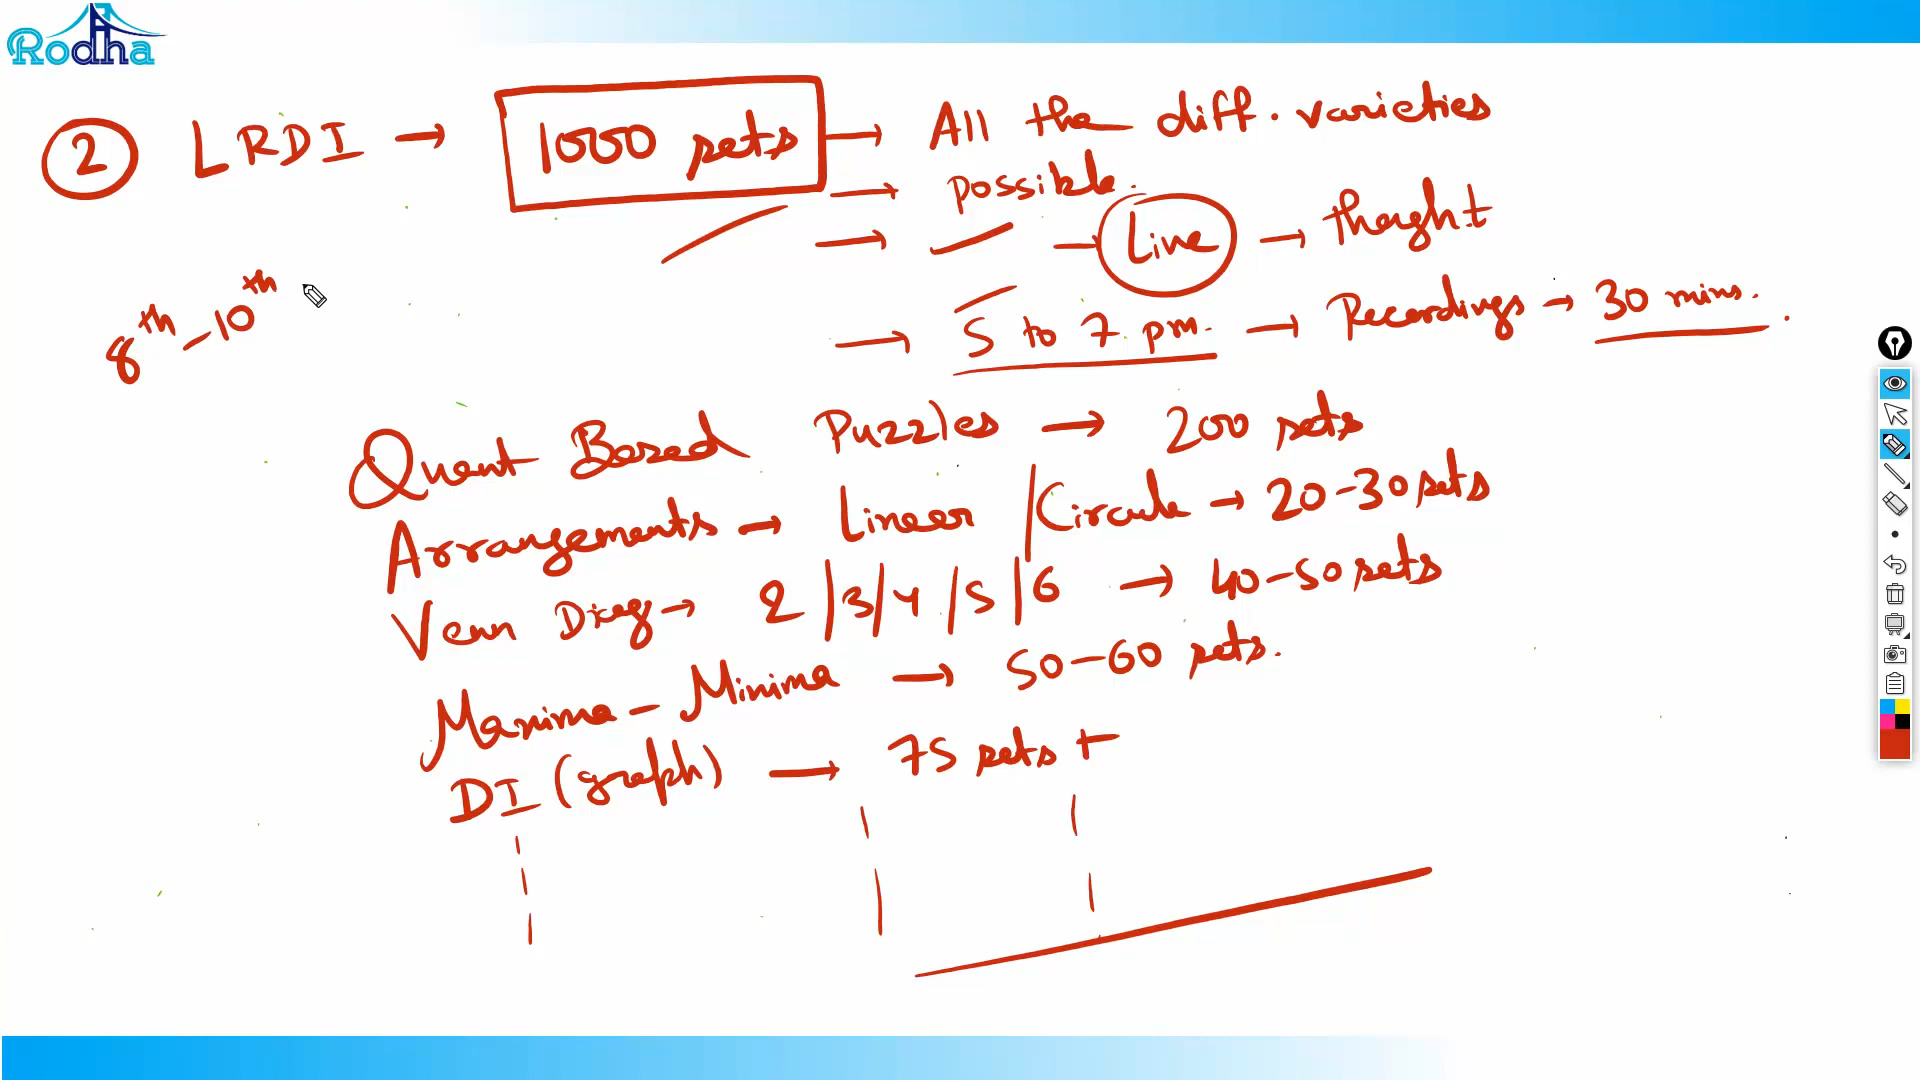 Rodha
2 LRDI → 1000 sets → All the diff. varieties
→ possible.
→ — Live → thought
→ 5 to 7 pm. → Recordings → 30 mins.
8th - 10th
Quant Based Puzzles → 200 sets
Arrangements → Linear / Circular → 20-30 sets
Venn Diag → 2 | 3 | 4 | 5 | 6 → 40-50 sets
Maxima - Minima → 50-60 sets.
DI (graph) → 75 sets +